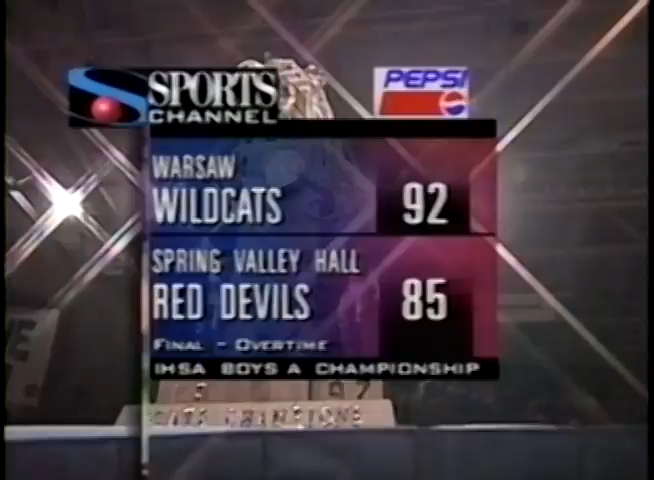 SPORTS
CHANNEL
PEPSI
WARSAW
WILDCATS 92
SPRING VALLEY HALL
RED DEVILS 85
FINAL - OVERTIME
IHSA BOYS A CHAMPIONSHIP